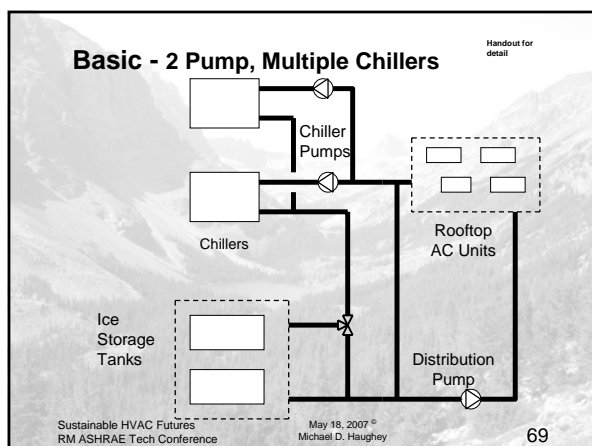 Handout for
detail
Basic - 2 Pump, Multiple Chillers
Chiller
Pumps
Chillers
Rooftop
AC Units
Ice
Storage
Tanks
Distribution
Pump
Sustainable HVAC Futures
RM ASHRAE Tech Conference
May 18, 2007 ©
Michael D. Haughey
69